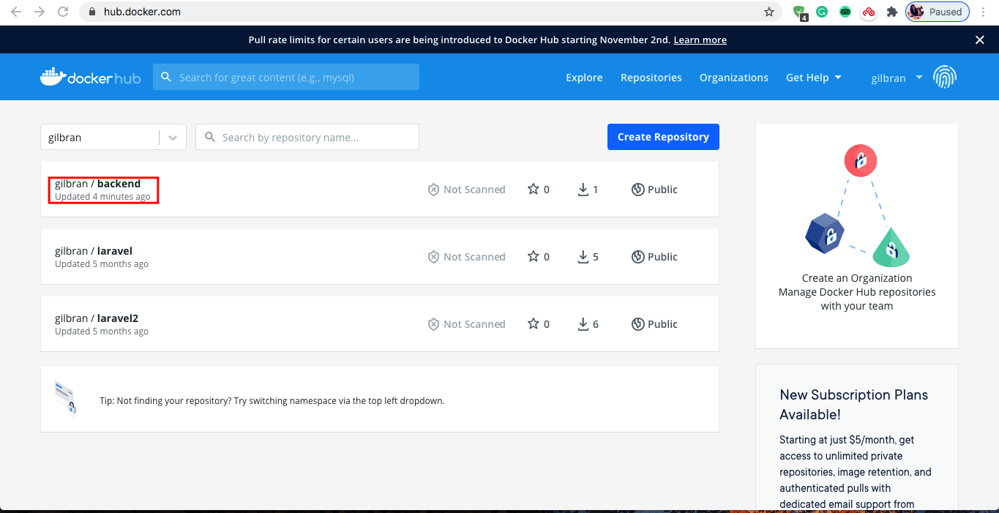 hub.docker.com
4
Paused
Pull rate limits for certain users are being introduced to Docker Hub starting November 2nd. Learn more
dockerhub
Search for great content (e.g., mysql)
Explore
Repositories
Organizations
Get Help
gilbran
gilbran
Search by repository name...
Create Repository
gilbran / backend
Updated 4 minutes ago
Not Scanned
0
1
Public
gilbran / laravel
Updated 5 months ago
Not Scanned
0
5
Public
gilbran / laravel2
Updated 5 months ago
Not Scanned
0
6
Public
Tip: Not finding your repository? Try switching namespace via the top left dropdown.
Create an Organization
Manage Docker Hub repositories
with your team
New Subscription Plans
Available!
Starting at just $5/month, get
access to unlimited private
repositories, image retention, and
authenticated pulls with
dedicated email support from